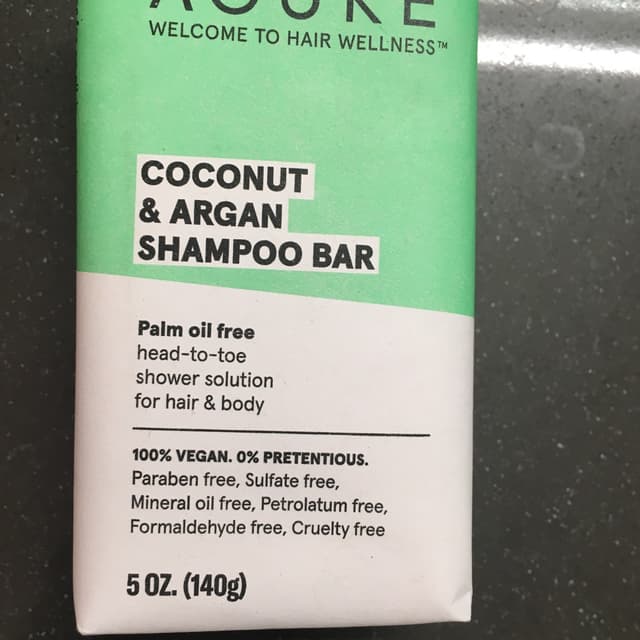 WELCOME TO HAIR WELLNESS™
COCONUT
& ARGAN
SHAMPOO BAR
Palm oil free
head-to-toe
shower solution
for hair & body
100% VEGAN. 0% PRETENTIOUS.
Paraben free, Sulfate free,
Mineral oil free, Petrolatum free,
Formaldehyde free, Cruelty free
5 OZ. (140g)